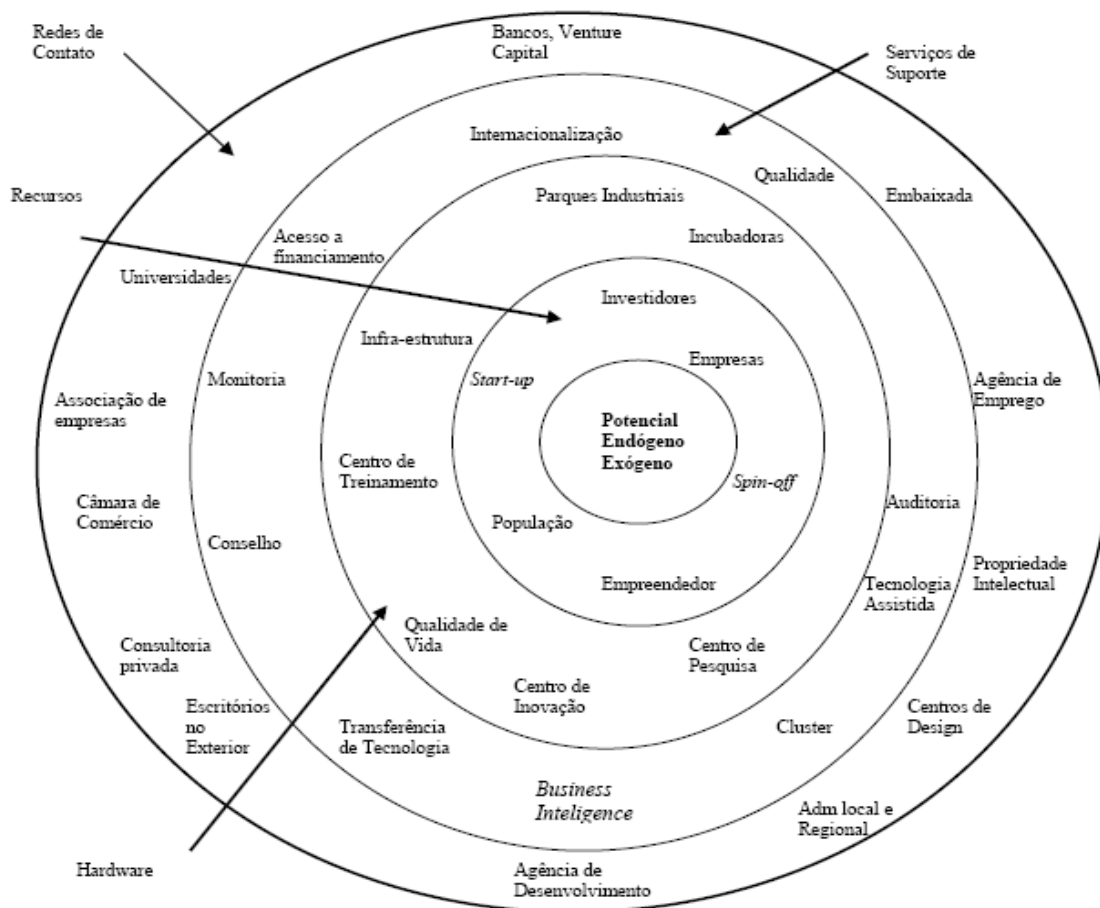 Redes de
Contato
Bancos, Venture
Capital
Serviços de
Suporte
Internacionalização
Qualidade
Recursos
Parques Industriais
Embaixada
Acesso a
financiamento
Incubadoras
Universidades
Investidores
Infra-estrutura
Empresas
Monitoria
Start-up
Agência de
Emprego
Associação de
empresas
Potencial
Endógeno
Exógeno
Centro de
Treinamento
Spin-off
Câmara de
Comércio
Auditoria
População
Conselho
Propriedade
Intelectual
Empreendedor
Tecnologia
Assistida
Qualidade de
Vida
Consultoria
privada
Centro de
Pesquisa
Centro de
Inovação
Escritórios
no
Exterior
Transferência
de Tecnologia
Cluster
Centros de
Design
Business
Inteligence
Adm local e
Regional
Hardware
Agência de
Desenvolvimento